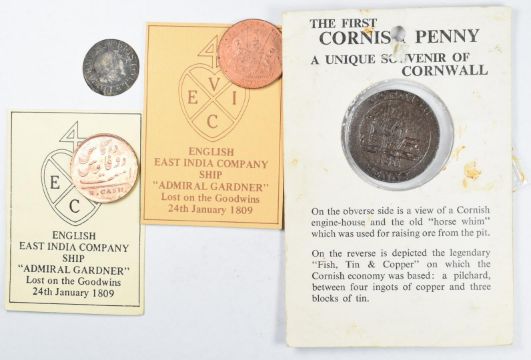 4
V
E I
C
ENGLISH
EAST INDIA COMPANY
SHIP
"ADMIRAL GARDNER"
Lost on the Goodwins
24th January 1809
4
E
C
CASH
ENGLISH
EAST INDIA COMPANY
SHIP
"ADMIRAL GARDNER"
Lost on the Goodwins
24th January 1809
THE FIRST
CORNIS PENNY
A UNIQUE SO VENIR OF
CORNWALL
On the obverse side is a view of a Cornish
engine-house and the old "horse whim"
which was used for raising ore from the pit.
On the reverse is depicted the legendary
"Fish, Tin & Copper" on which the
Cornish economy was based: a pilchard,
between four ingots of copper and three
blocks of tin.